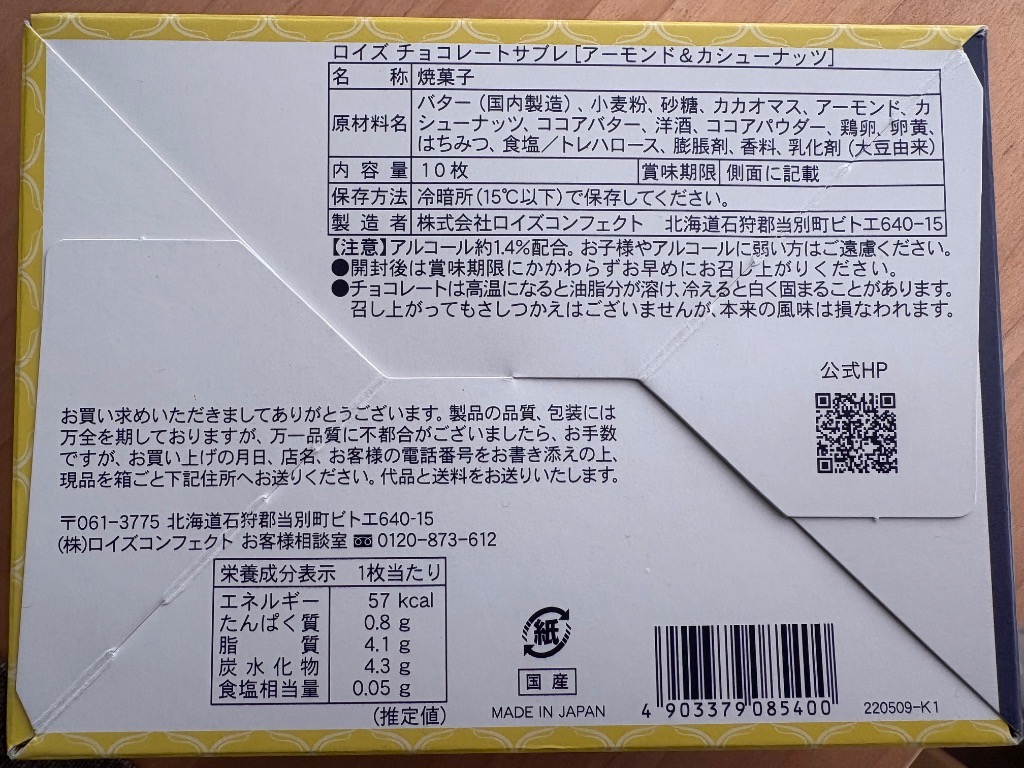 ロイズ チョコレートサブレ［アーモンド＆カシューナッツ］
名　称 焼菓子
原材料名 バター（国内製造）、小麦粉、砂糖、カカオマス、アーモンド、カ
シューナッツ、ココアバター、洋酒、ココアパウダー、鶏卵、卵黄、
はちみつ、食塩／トレハロース、膨脹剤、香料、乳化剤（大豆由来）
内容量 10枚 賞味期限 側面に記載
保存方法 冷暗所（15℃以下）で保存してください。
製造者 株式会社ロイズコンフェクト 北海道石狩郡当別町ビトエ640-15
【注意】アルコール約1.4%配合。お子様やアルコールに弱い方はご遠慮ください。
●開封後は賞味期限にかかわらずお早めにお召し上がりください。
●チョコレートは高温になると油脂分が溶け、冷えると白く固まることがあります。
召し上がってもさしつかえはございませんが、本来の風味は損なわれます。
公式HP
お買い求めいただきましてありがとうございます。製品の品質、包装には
万全を期しておりますが、万一品質に不都合がございましたら、お手数
ですが、お買い上げの月日、店名、お客様の電話番号をお書き添えの上、
現品を箱ごと下記住所へお送りください。代品と送料をお送りいたします。
〒061-3775 北海道石狩郡当別町ビトエ640-15
(株)ロイズコンフェクト お客様相談室 0120-873-612
栄養成分表示 1枚当たり
エネルギー 57 kcal
たんぱく質 0.8 g
脂質 4.1 g
炭水化物 4.3 g
食塩相当量 0.05 g
（推定値）
紙
国産
MADE IN JAPAN
4 903379 085400
220509-K1